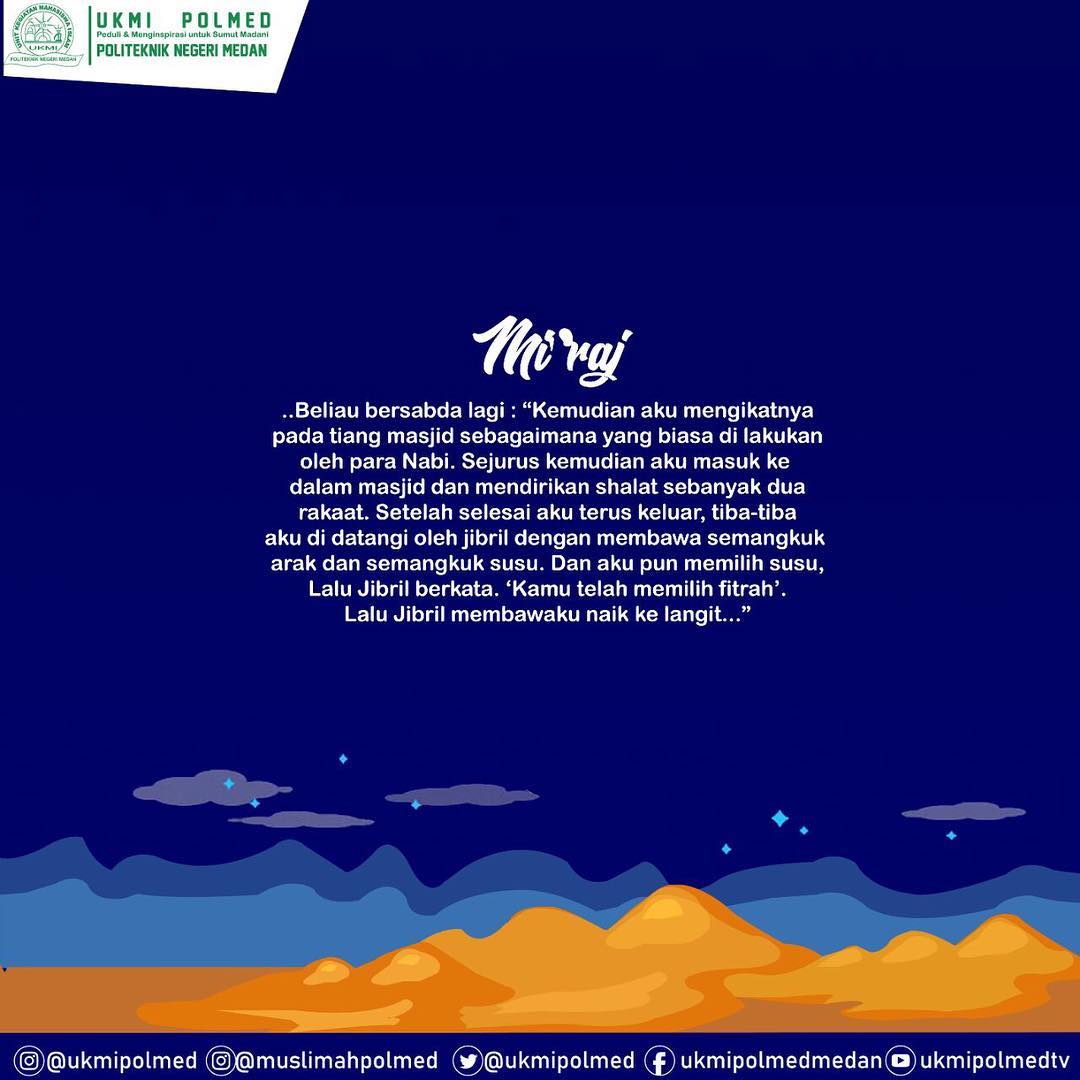 UKMI POLMED
Peduli & Menginspirasi untuk Sumut Madani
POLITEKNIK NEGERI MEDAN
UNIT KEGIATAN MAHASISWA ISLAM
UKMI
POLITEKNIK NEGERI MEDAN
Mi'raj
..Beliau bersabda lagi : “Kemudian aku mengikatnya
pada tiang masjid sebagaimana yang biasa di lakukan
oleh para Nabi. Sejurus kemudian aku masuk ke
dalam masjid dan mendirikan shalat sebanyak dua
rakaat. Setelah selesai aku terus keluar, tiba-tiba
aku di datangi oleh jibril dengan membawa semangkuk
arak dan semangkuk susu. Dan aku pun memilih susu,
Lalu Jibril berkata. ‘Kamu telah memilih fitrah’.
Lalu Jibril membawaku naik ke langit...”
@ukmipolmed @muslimahpolmed @ukmipolmed ukmipolmedmedan ukmipolmedtv